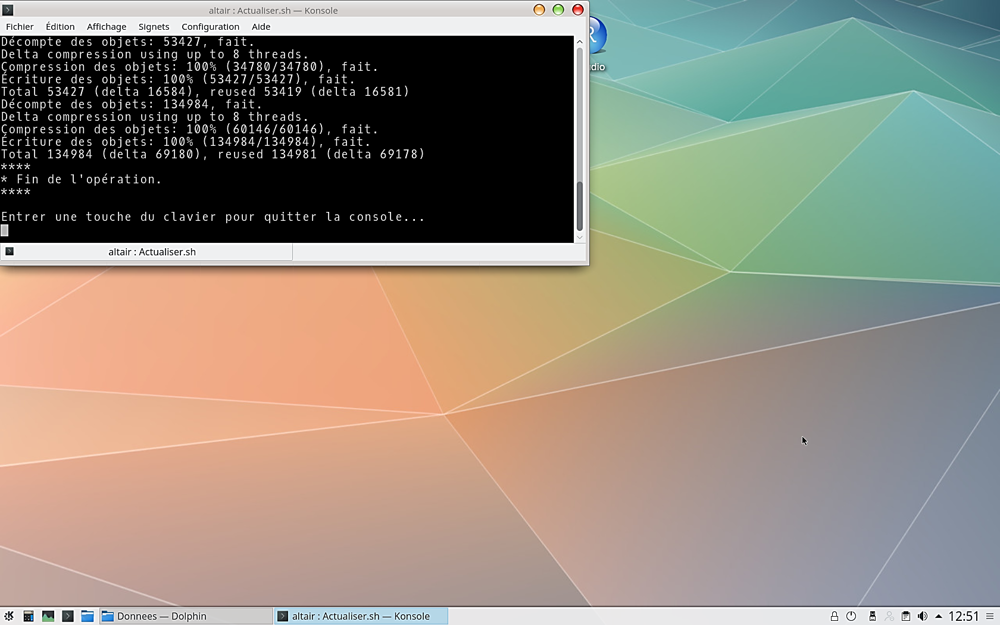 altair : Actualiser.sh — Konsole
Fichier Édition Affichage Signets Configuration Aide
Décompte des objets: 53427, fait.
Delta compression using up to 8 threads.
Compression des objets: 100% (34780/34780), fait.
Écriture des objets: 100% (53427/53427), fait.
Total 53427 (delta 16584), reused 53419 (delta 16581)
Décompte des objets: 134984, fait.
Delta compression using up to 8 threads.
Compression des objets: 100% (60146/60146), fait.
Écriture des objets: 100% (134984/134984), fait.
Total 134984 (delta 69180), reused 134981 (delta 69178)
****
* Fin de l'opération.
****
Entrer une touche du clavier pour quitter la console...
altair : Actualiser.sh
R
dio
Donnees — Dolphin
altair : Actualiser.sh — Konsole
12:51